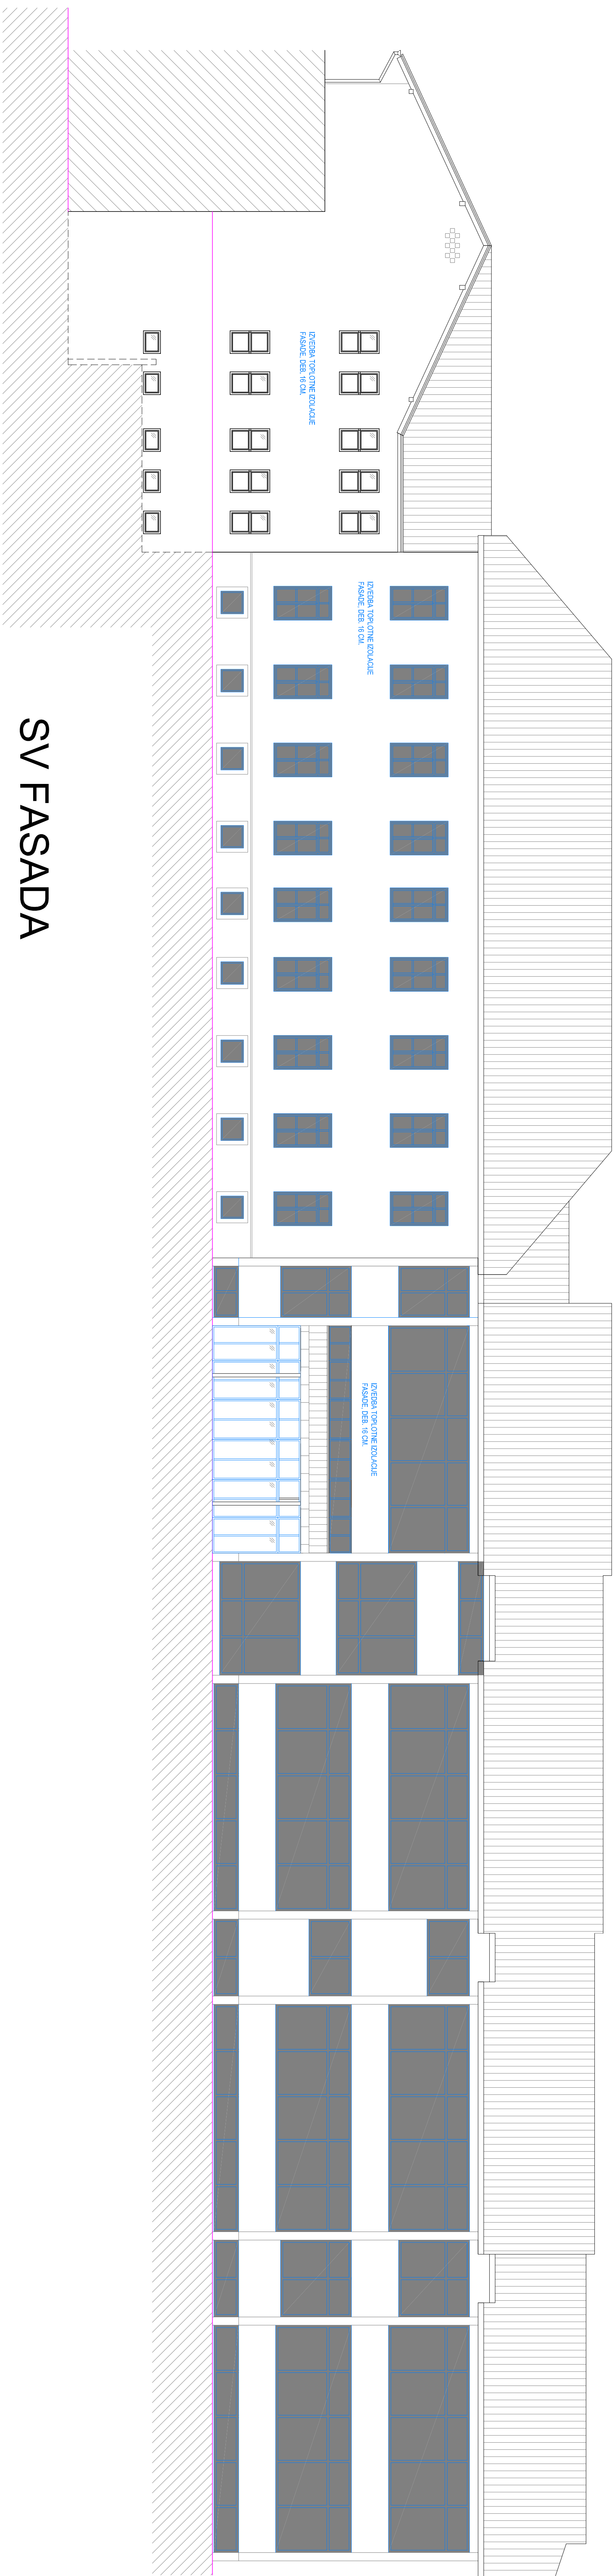 IZVEDBA TOPLOTNE IZOLACIJE
FASADE, DEB. 16 CM.
IZVEDBA TOPLOTNE IZOLACIJE
FASADE, DEB. 16 CM.
IZVEDBA TOPLOTNE IZOLACIJE
FASADE, DEB. 16 CM.
SV FASADA